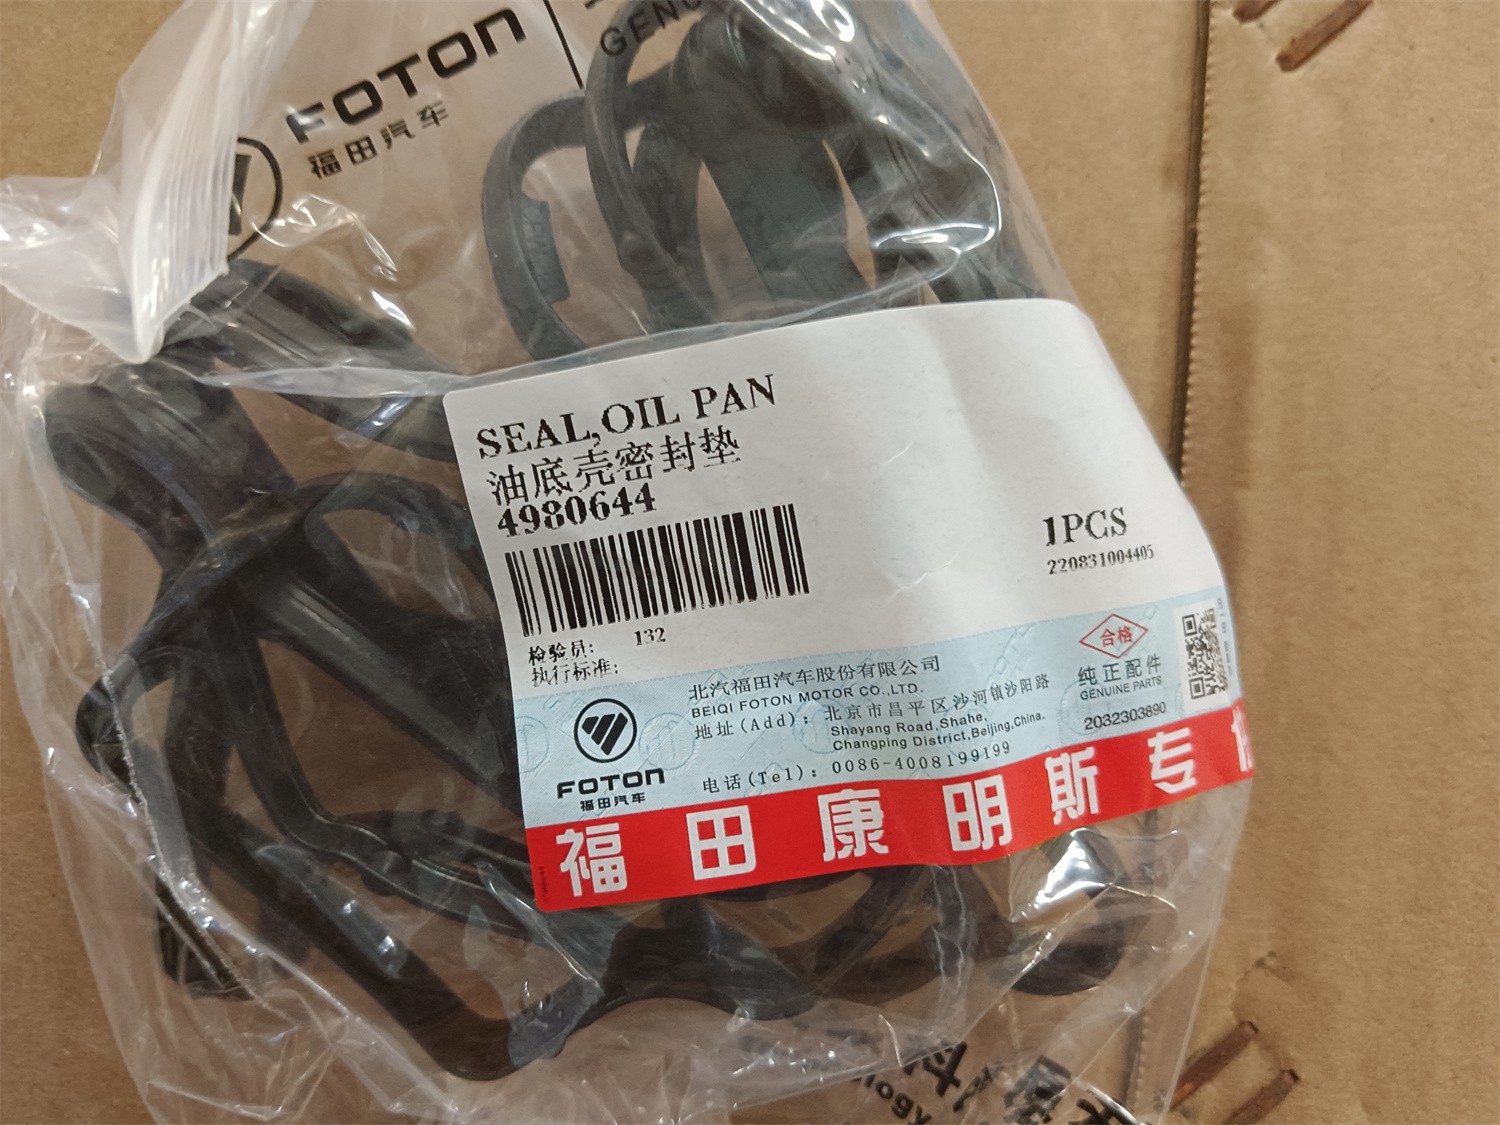 FOTON
福田汽车
SEAL,OIL PAN
油底壳密封垫
4980644
1PCS
220831004405
检验员: 132
执行标准:
合格
纯正配件
GENUINE PARTS
2032303890
北汽福田汽车股份有限公司
BEIQI FOTON MOTOR CO.,LTD.
地址(Add): 北京市昌平区沙河镇沙阳路
Shayang Road,Shahe,
Changping District,Beijing,China.
电话(Tel): 0086-4008199199
FOTON
福田汽车
福田康明斯专